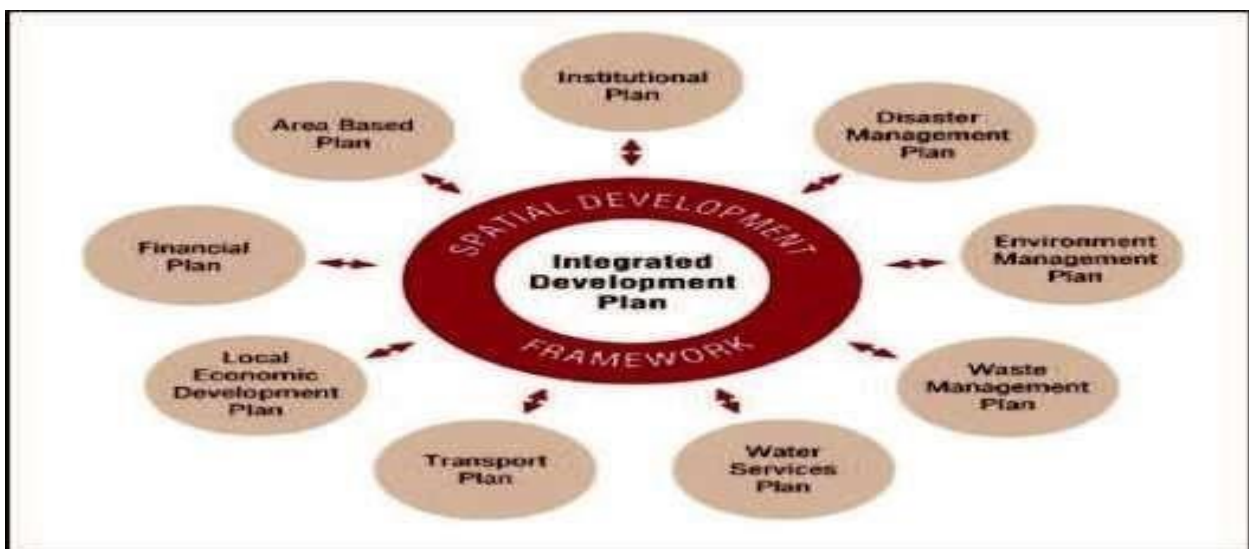 Institutional
Plan
Disaster
Management
Plan
Environment
Management
Plan
Waste
Management
Plan
Water
Services
Plan
Transport
Plan
Local
Economic
Development
Plan
Financial
Plan
Area Based
Plan
SPATIAL DEVELOPMENT
Integrated
Development
Plan
FRAMEWORK